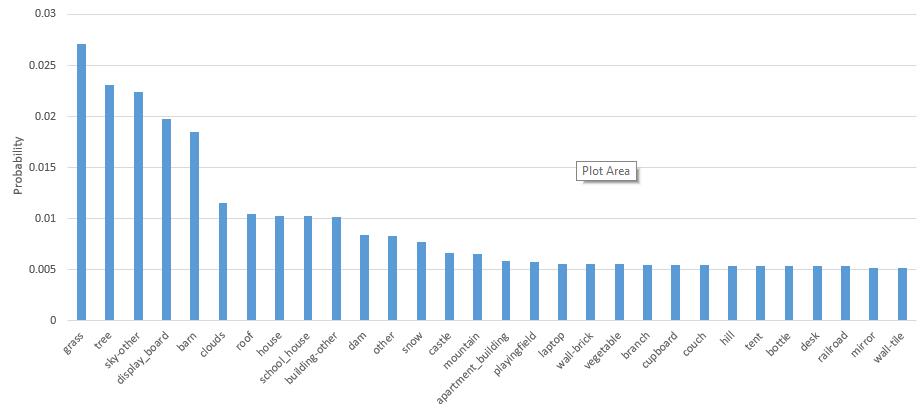 0.03
0.025
0.02
0.015
0.01
0.005
0
Probability
Plot Area
grass
tree
sky-other
display_board
barn
clouds
roof
house
school_house
building-other
dam
other
snow
castle
mountain
apartment_building
playingfield
laptop
wall-brick
vegetable
branch
cupboard
couch
hill
tent
bottle
desk
railroad
mirror
wall-tile